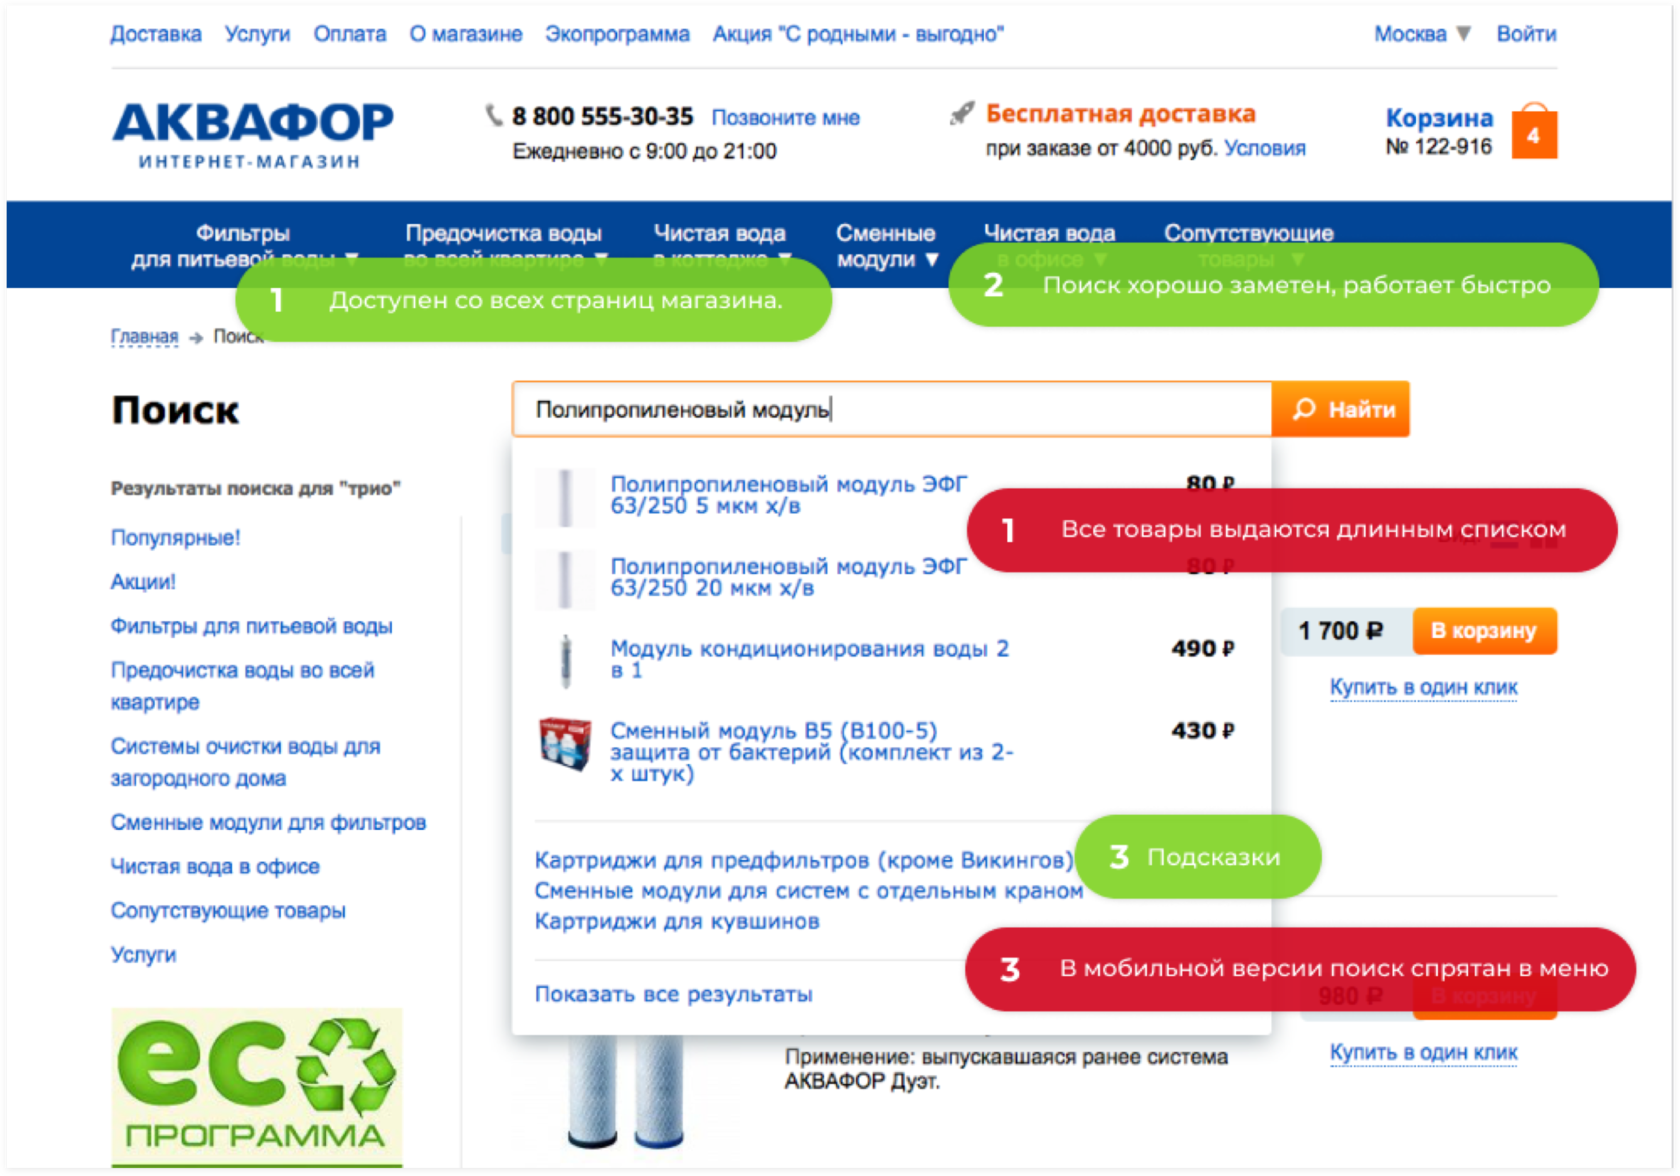 Доставка Услуги Оплата О магазине Экопрограмма Акция "С родными - выгодно" Москва ▼ Войти
АКВАФОР
ИНТЕРНЕТ-МАГАЗИН
8 800 555-30-35 Позвоните мне
Ежедневно с 9:00 до 21:00
Бесплатная доставка
при заказе от 4000 руб. Условия
Корзина
№ 122-916
4
Фильтры
для питьевой воды ▼
Предочистка воды
во всей квартире ▼
Чистая вода
в коттедже ▼
Сменные
модули ▼
Чистая вода
в офисе ▼
Сопутствующие
товары ▼
1 Доступен со всех страниц магазина.
2 Поиск хорошо заметен, работает быстро
Главная → Поиск
Поиск
Полипропиленовый модуль
Найти
Результаты поиска для "трио"
Популярные!
Акции!
Фильтры для питьевой воды
Предочистка воды во всей
квартире
Системы очистки воды для
загородного дома
Сменные модули для фильтров
Чистая вода в офисе
Сопутствующие товары
Услуги
eco
ПРОГРАММА
Полипропиленовый модуль ЭФГ
63/250 5 мкм х/в
80 ₽
1 Все товары выдаются длинным списком
Полипропиленовый модуль ЭФГ
63/250 20 мкм х/в
80 ₽
Модуль кондиционирования воды 2
в 1
490 ₽
Сменный модуль В5 (В100-5)
защита от бактерий (комплект из 2-
х штук)
430 ₽
1 700 ₽ В корзину
Купить в один клик
Картриджи для предфильтров (кроме Викингов)
Сменные модули для систем с отдельным краном
Картриджи для кувшинов
3 Подсказки
Показать все результаты
3 В мобильной версии поиск спрятан в меню
980 ₽ В корзину
Купить в один клик
Применение: выпускавшаяся ранее система
АКВАФОР Дуэт.